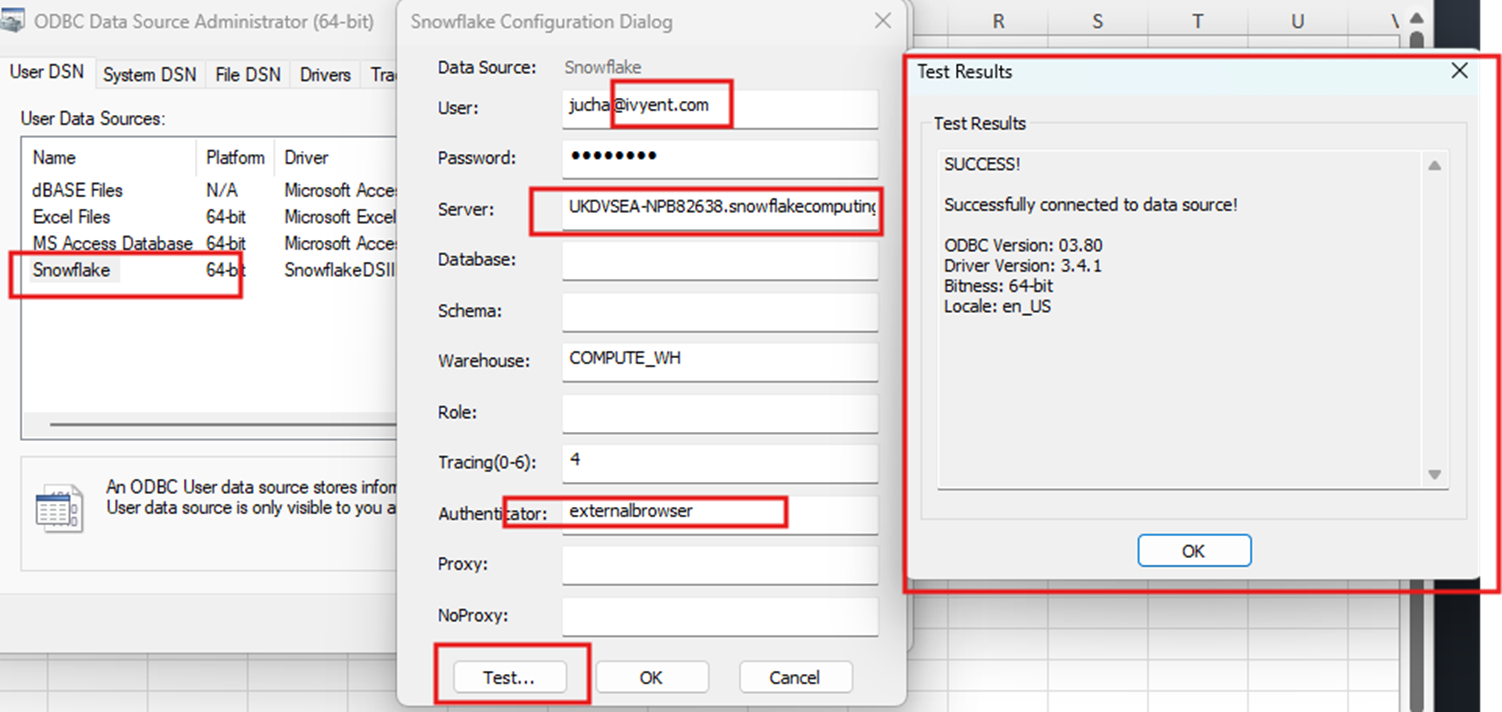 ODBC Data Source Administrator (64-bit)
User DSN System DSN File DSN Drivers
User Data Sources:
Name Platform Driver
dBASE Files N/A Microsoft
Excel Files 64-bit Microsoft Excel
MS Access Database 64-bit Microsoft
Snowflake 64-bit SnowflakeDSII
An ODBC User data source stores
User data source is only visible to you
Snowflake Configuration Dialog
Data Source: Snowflake
User: jucha@ivyent.com
Password: ••••••••
Server: UKDVSEA-NPB82638.snowflakecomputing
Database:
Schema:
Warehouse: COMPUTE_WH
Role:
Tracing(0-6): 4
Authenticator: externalbrowser
Proxy:
NoProxy:
Test... OK Cancel
R S T U
Test Results
Test Results
SUCCESS!
Successfully connected to data source!
ODBC Version: 03.80
Driver Version: 3.4.1
Bitness: 64-bit
Locale: en_US
OK